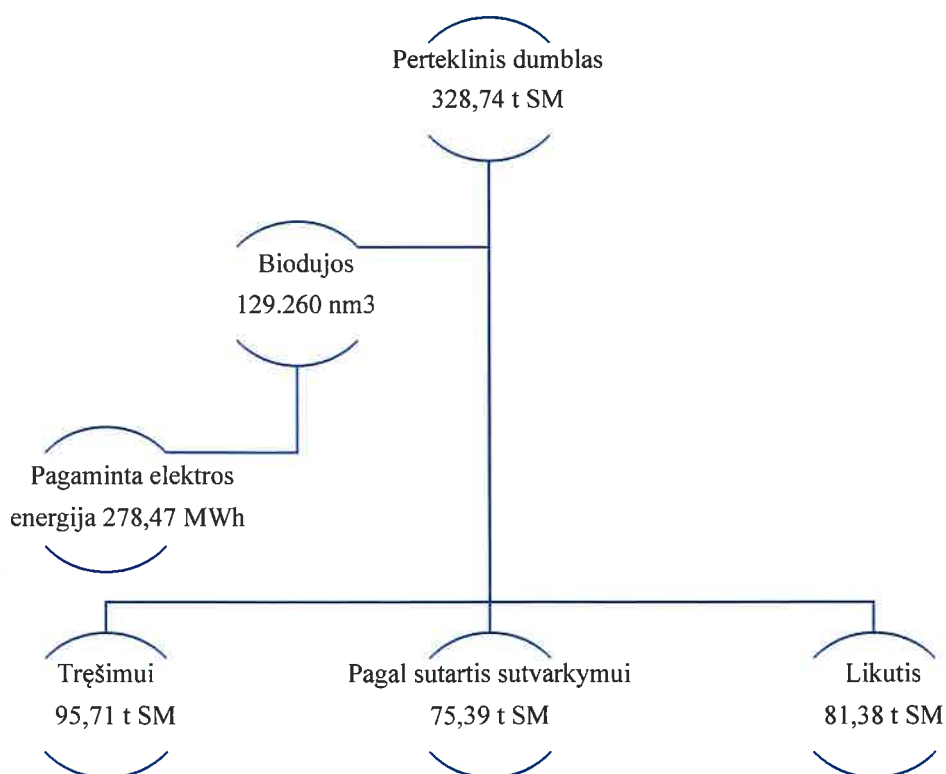 Perteklinis dumblas
328,74 t SM
Biodujos
129.260 nm3
Pagaminta elektros
energija 278,47 MWh
Tręšimui
95,71 t SM
Pagal sutartis sutvarkymui
75,39 t SM
Likutis
81,38 t SM